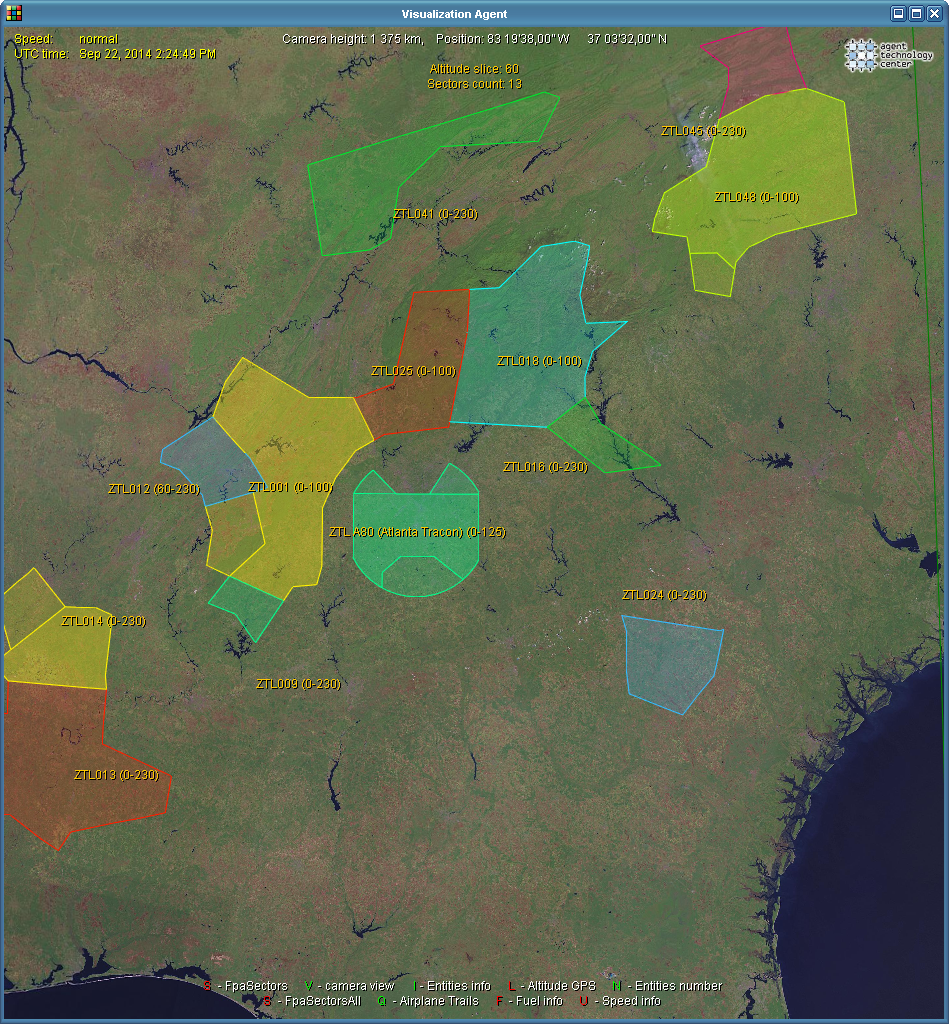 Visualization Agent
Speed: normal
Camera height: 1 375 km, Position: 83 19'38,00" W 37 03'32,00" N
UTC time: Sep 22, 2014 2:24:49 PM
agent
technology
center
Altitude slice: 60
Sectors count: 13
ZTL045 (0-230)
ZTL048 (0-100)
ZTL041 (0-230)
ZTL018 (0-100)
ZTL025 (0-100)
ZTL016 (0-230)
ZTL012 (60-230)
ZTL001 (0-100)
ZTL A80 (Atlanta Tracon) (0-125)
ZTL024 (0-230)
ZTL014 (0-230)
ZTL009 (0-230)
ZTL013 (0-230)
S - FpaSectors V - camera view I - Entities info L - Altitude GPS N - Entities number
S - FpaSectorsAll Q - Airplane Trails F - Fuel info U - Speed info